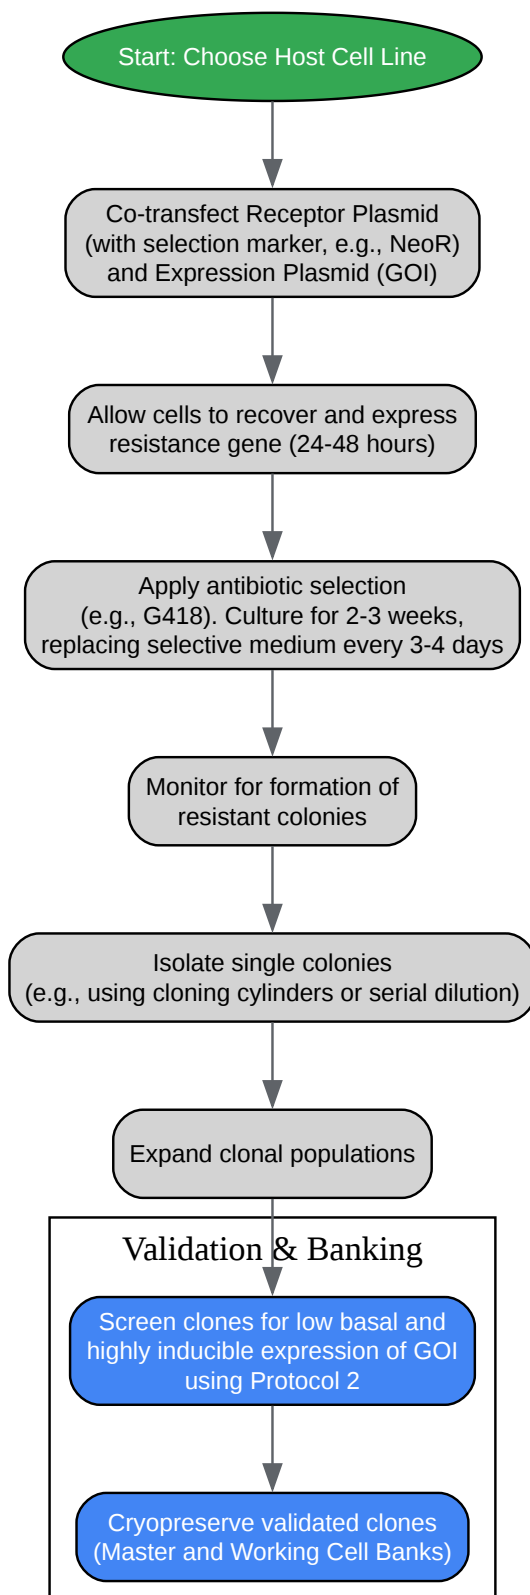 Start: Choose Host Cell Line
Co-transfect Receptor Plasmid
(with selection marker, e.g., NeoR)
and Expression Plasmid (GOI)
Allow cells to recover and express
resistance gene (24-48 hours)
Apply antibiotic selection
(e.g., G418). Culture for 2-3 weeks,
replacing selective medium every 3-4 days
Monitor for formation of
resistant colonies
Isolate single colonies
(e.g., using cloning cylinders or serial dilution)
Expand clonal populations
Validation & Banking
Screen clones for low basal and
highly inducible expression of GOI
using Protocol 2
Cryopreserve validated clones
(Master and Working Cell Banks)